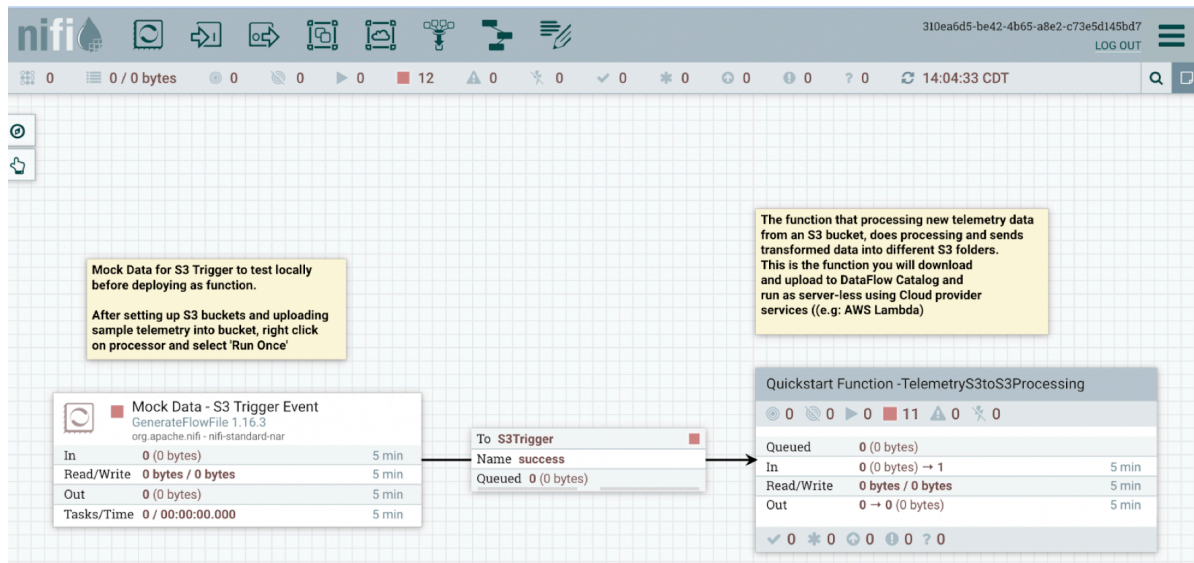 nifi
310ea6d5-be42-4b65-a8e2-c73e5d145bd7
LOG OUT
0 0 / 0 bytes 0 0 0 12 0 0 0 0 0 0 ? 0 14:04:33 CDT
The function that processing new telemetry data
from an S3 bucket, does processing and sends
transformed data into different S3 folders.
This is the function you will download
and upload to DataFlow Catalog and
run as server-less using Cloud provider
services ((e.g: AWS Lambda)
Mock Data for S3 Trigger to test locally
before deploying as function.
After setting up S3 buckets and uploading
sample telemetry into bucket, right click
on processor and select 'Run Once'
Mock Data - S3 Trigger Event
GenerateFlowFile 1.16.3
org.apache.nifi - nifi-standard-nar
In 0 (0 bytes) 5 min
Read/Write 0 bytes / 0 bytes 5 min
Out 0 (0 bytes) 5 min
Tasks/Time 0 / 00:00:00.000 5 min
To S3Trigger
Name success
Queued 0 (0 bytes)
Quickstart Function -TelemetryS3toS3Processing
0 0 0 11 0 0
Queued 0 (0 bytes)
In 0 (0 bytes) → 1 5 min
Read/Write 0 bytes / 0 bytes 5 min
Out 0 → 0 (0 bytes) 5 min
0 0 0 0 ? 0